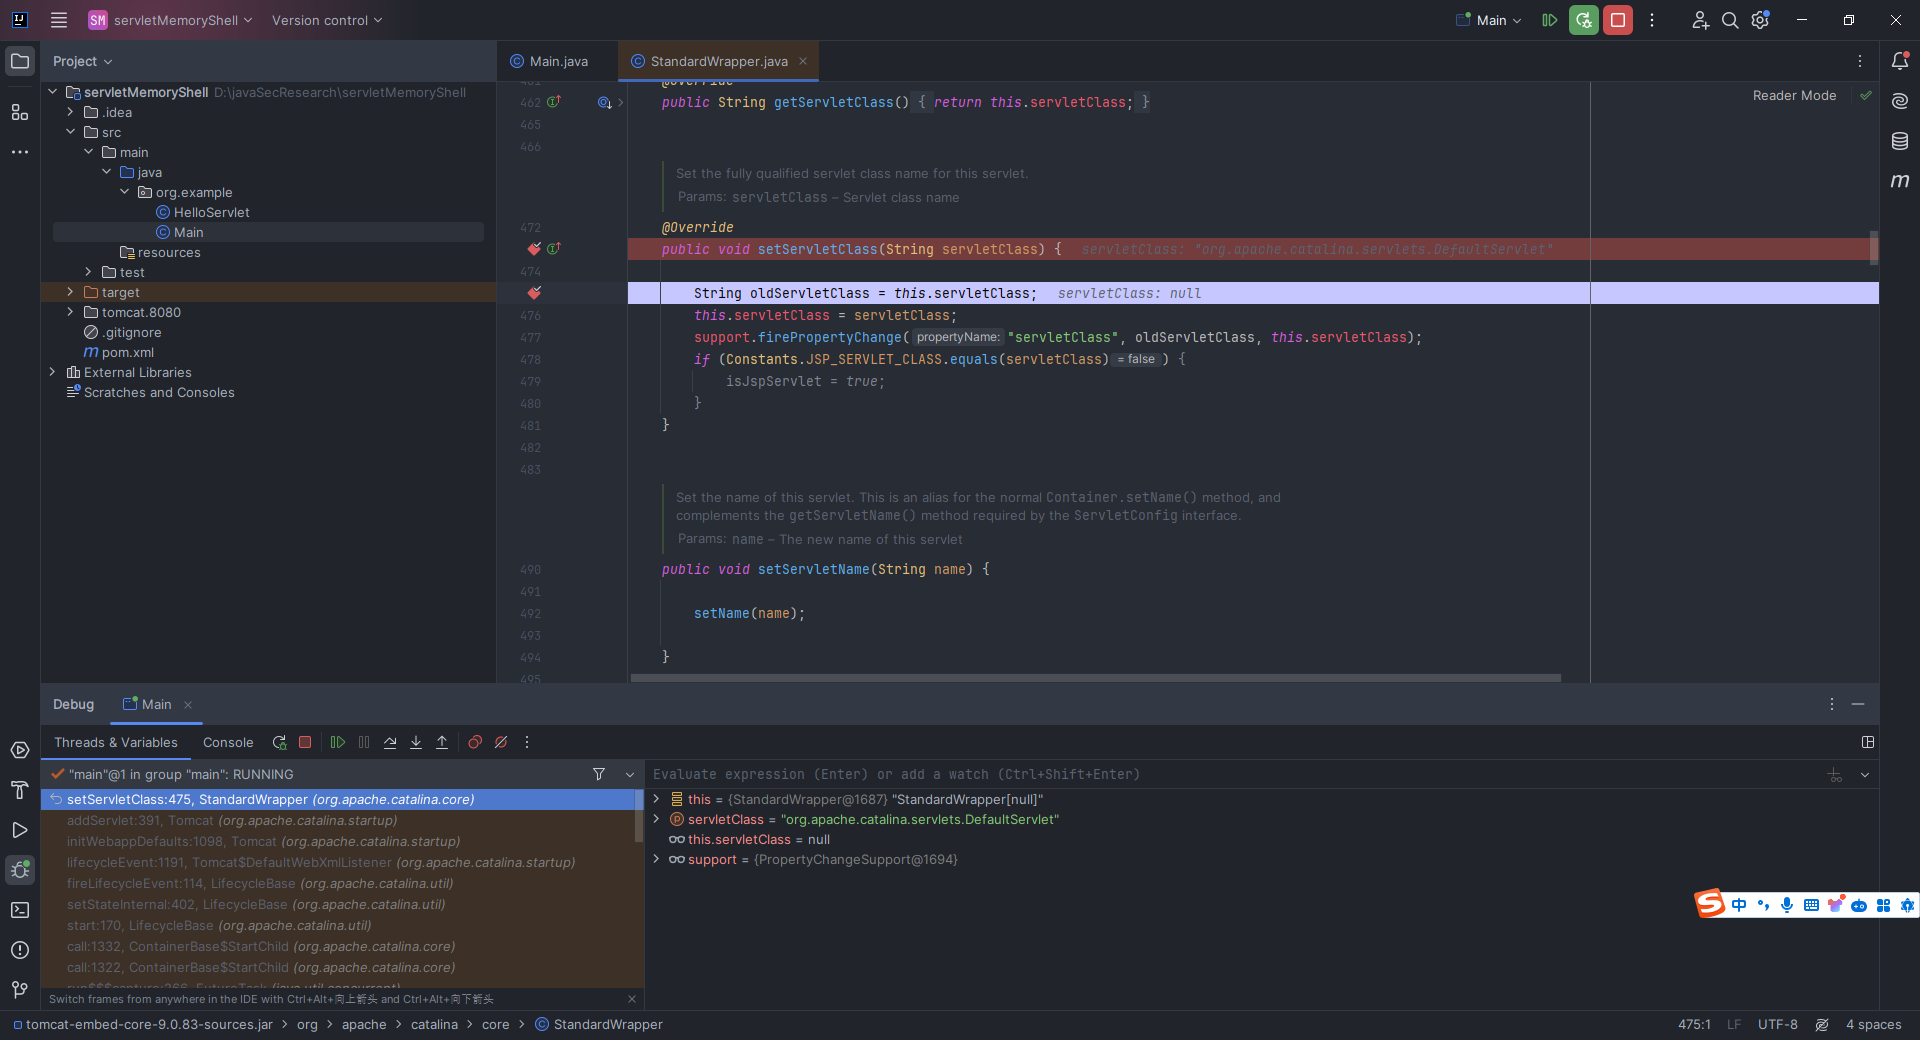 SM servletMemoryShell Version control Main
Project
Main.java StandardWrapper.java
servletMemoryShell D:\javaSecResearch\servletMemoryShell
.idea
src
main
java
org.example
HelloServlet
Main
resources
test
target
tomcat.8080
.gitignore
m pom.xml
External Libraries
Scratches and Consoles
@Override
Reader Mode
462 public String getServletClass() { return this.servletClass; }
465
466
Set the fully qualified servlet class name for this servlet.
Params: servletClass – Servlet class name
472 @Override
public void setServletClass(String servletClass) { servletClass: "org.apache.catalina.servlets.DefaultServlet"
474
String oldServletClass = this.servletClass; servletClass: null
476 this.servletClass = servletClass;
477 support.firePropertyChange( propertyName: "servletClass", oldServletClass, this.servletClass);
478 if (Constants.JSP_SERVLET_CLASS.equals(servletClass) = false ) {
479 isJspServlet = true;
480 }
481 }
482
483
Set the name of this servlet. This is an alias for the normal Container.setName() method, and
complements the getServletName() method required by the ServletConfig interface.
Params: name – The new name of this servlet
490 public void setServletName(String name) {
491
492 setName(name);
493
494 }
495
Debug Main
Threads & Variables Console
"main"@1 in group "main": RUNNING
setServletClass:475, StandardWrapper (org.apache.catalina.core)
addServlet:391, Tomcat (org.apache.catalina.startup)
initWebappDefaults:1098, Tomcat (org.apache.catalina.startup)
lifecycleEvent:1191, Tomcat$DefaultWebXmlListener (org.apache.catalina.startup)
fireLifecycleEvent:114, LifecycleBase (org.apache.catalina.util)
setStateInternal:402, LifecycleBase (org.apache.catalina.util)
start:170, LifecycleBase (org.apache.catalina.util)
call:1332, ContainerBase$StartChild (org.apache.catalina.core)
call:1322, ContainerBase$StartChild (org.apache.catalina.core)
run$$$capture:266, FutureTask (java.util.concurrent)
Switch frames from anywhere in the IDE with Ctrl+Alt+向上箭头 and Ctrl+Alt+向下箭头
Evaluate expression (Enter) or add a watch (Ctrl+Shift+Enter)
this = {StandardWrapper@1687} "StandardWrapper[null]"
servletClass = "org.apache.catalina.servlets.DefaultServlet"
this.servletClass = null
support = {PropertyChangeSupport@1694}
中
tomcat-embed-core-9.0.83-sources.jar org apache catalina core StandardWrapper
475:1 LF UTF-8 4 spaces